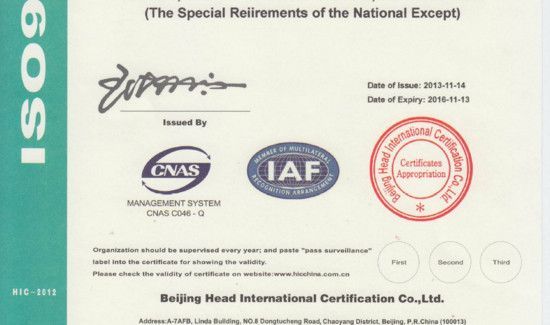 (The Special Reiirements of the National Except)
ISO9
Date of Issue: 2013-11-14
Date of Expiry: 2016-11-13
Issued By
CNAS
MANAGEMENT SYSTEM
CNAS C046 - Q
MEMBER OF MULTILATERAL
IAF
RECOGNITION ARRANGEMENT
Beijing Head International Certification Co.,Ltd.
Certificates
Appropriation
Organization should be supervised every year; and paste "pass surveillance"
label into the certificate for showing the validity.
Please check the validity of certificate on website:www.hicchina.com.cn
First
Second
Third
HIC-2012
Beijing Head International Certification Co.,Ltd.
Address:A-7AFB, Linda Building, NO.8 Dongtucheng Road, Chaoyang District, Beijing, P.R.China (100013)